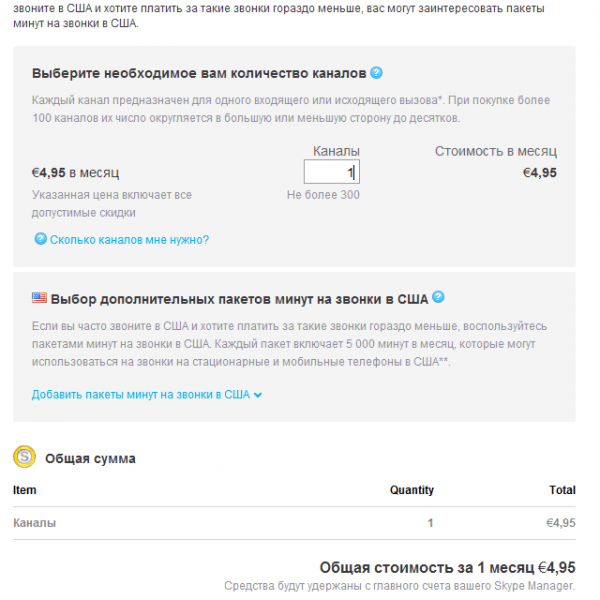 звоните в США и хотите платить за такие звонки гораздо меньше, вас могут заинтересовать пакеты
минут на звонки в США.
Выберите необходимое вам количество каналов ?
Каждый канал предназначен для одного входящего или исходящего вызова*. При покупке более
100 каналов их число округляется в большую или меньшую сторону до десятков.
Каналы Стоимость в месяц
€4,95 в месяц 1 €4,95
Указанная цена включает все Не более 300
допустимые скидки
? Сколько каналов мне нужно?
Выбор дополнительных пакетов минут на звонки в США ?
Если вы часто звоните в США и хотите платить за такие звонки гораздо меньше, воспользуйтесь
пакетами минут на звонки в США. Каждый пакет включает 5 000 минут в месяц, которые могут
использоваться на звонки на стационарные и мобильные телефоны в США**.
Добавить пакеты минут на звонки в США
S Общая сумма
Item Quantity Total
Каналы 1 €4,95
Общая стоимость за 1 месяц €4,95
Средства будут удержаны с главного счета вашего Skype Manager.